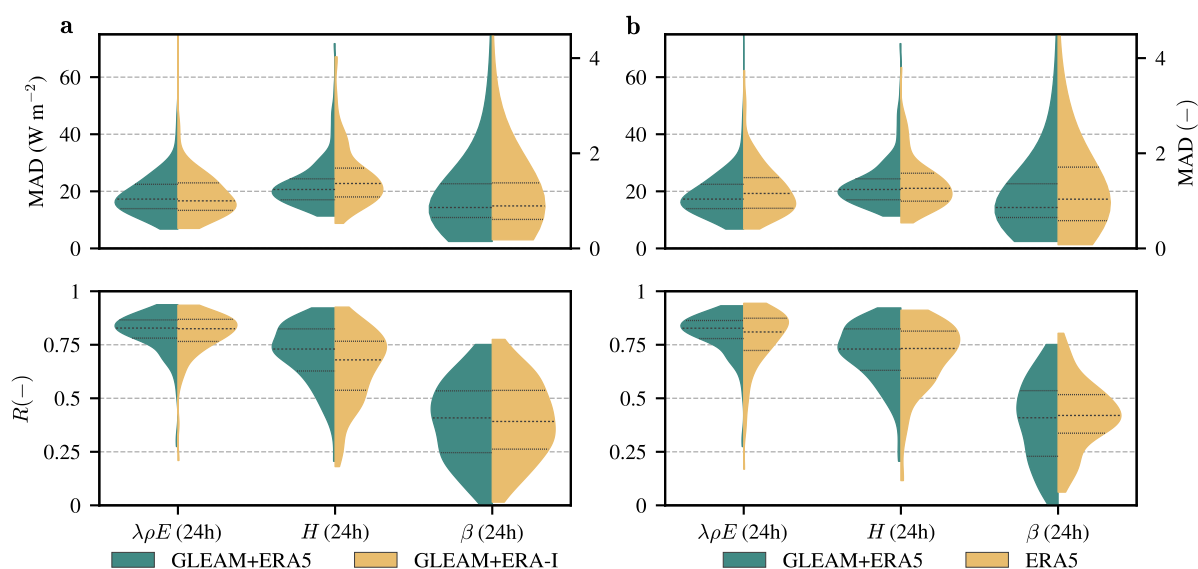 a
b
MAD (W m−2)
60
40
20
0
4
2
0
60
40
20
0
4
2
0
MAD (−)
R(−)
1
0.75
0.5
0.25
0
1
0.75
0.5
0.25
0
λρE (24h)
H (24h)
β (24h)
λρE (24h)
H (24h)
β (24h)
GLEAM+ERA5
GLEAM+ERA-I
GLEAM+ERA5
ERA5